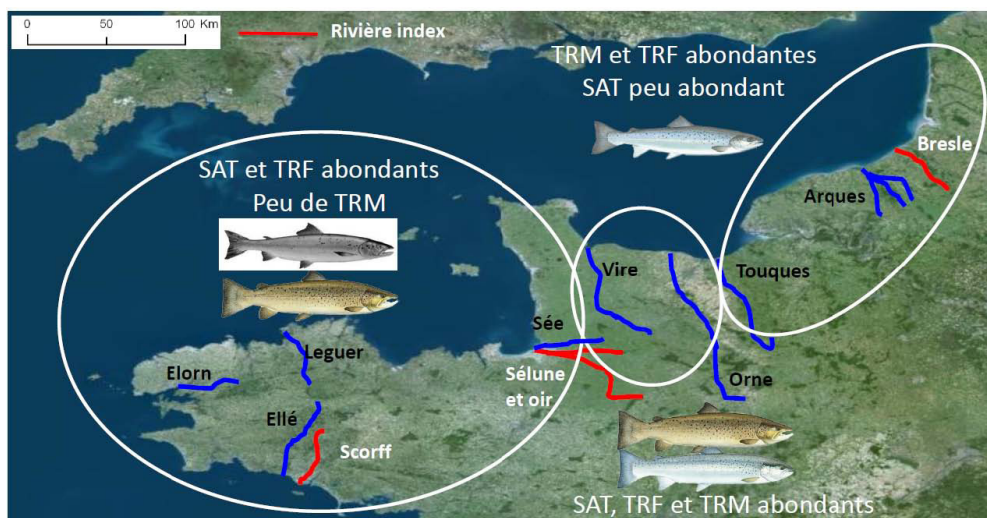 0 50 100 Km
Rivière index
TRM et TRF abondantes
SAT peu abondant
Bresle
SAT et TRF abondants
Peu de TRM
Arques
Vire
Touques
Sée
Leguer
Elorn
Sélune
et oir
Orne
Ellé
Scorff
SAT, TRF et TRM abondants